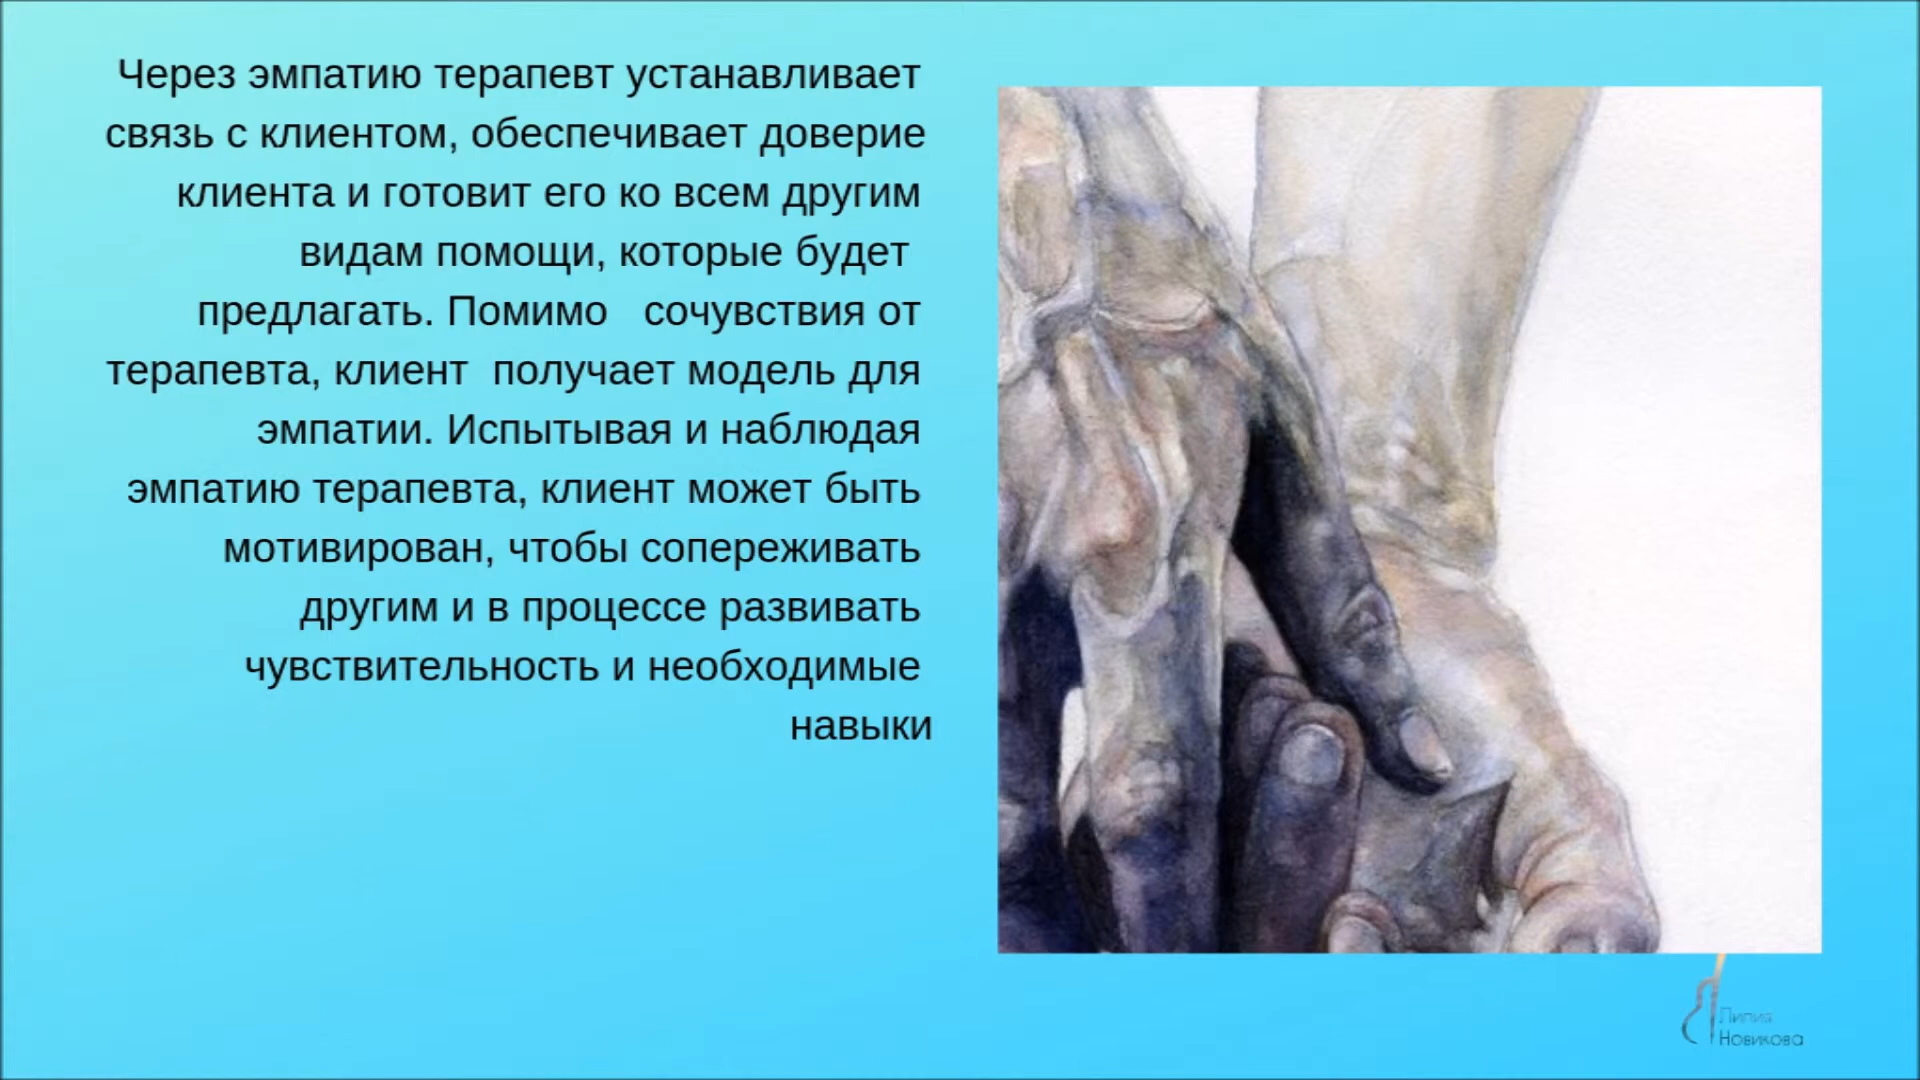 Через эмпатию терапевт устанавливает
связь с клиентом, обеспечивает доверие
клиента и готовит его ко всем другим
видам помощи, которые будет
предлагать. Помимо сочувствия от
терапевта, клиент получает модель для
эмпатии. Испытывая и наблюдая
эмпатию терапевта, клиент может быть
мотивирован, чтобы сопереживать
другим и в процессе развивать
чувствительность и необходимые
навыки
Новикова